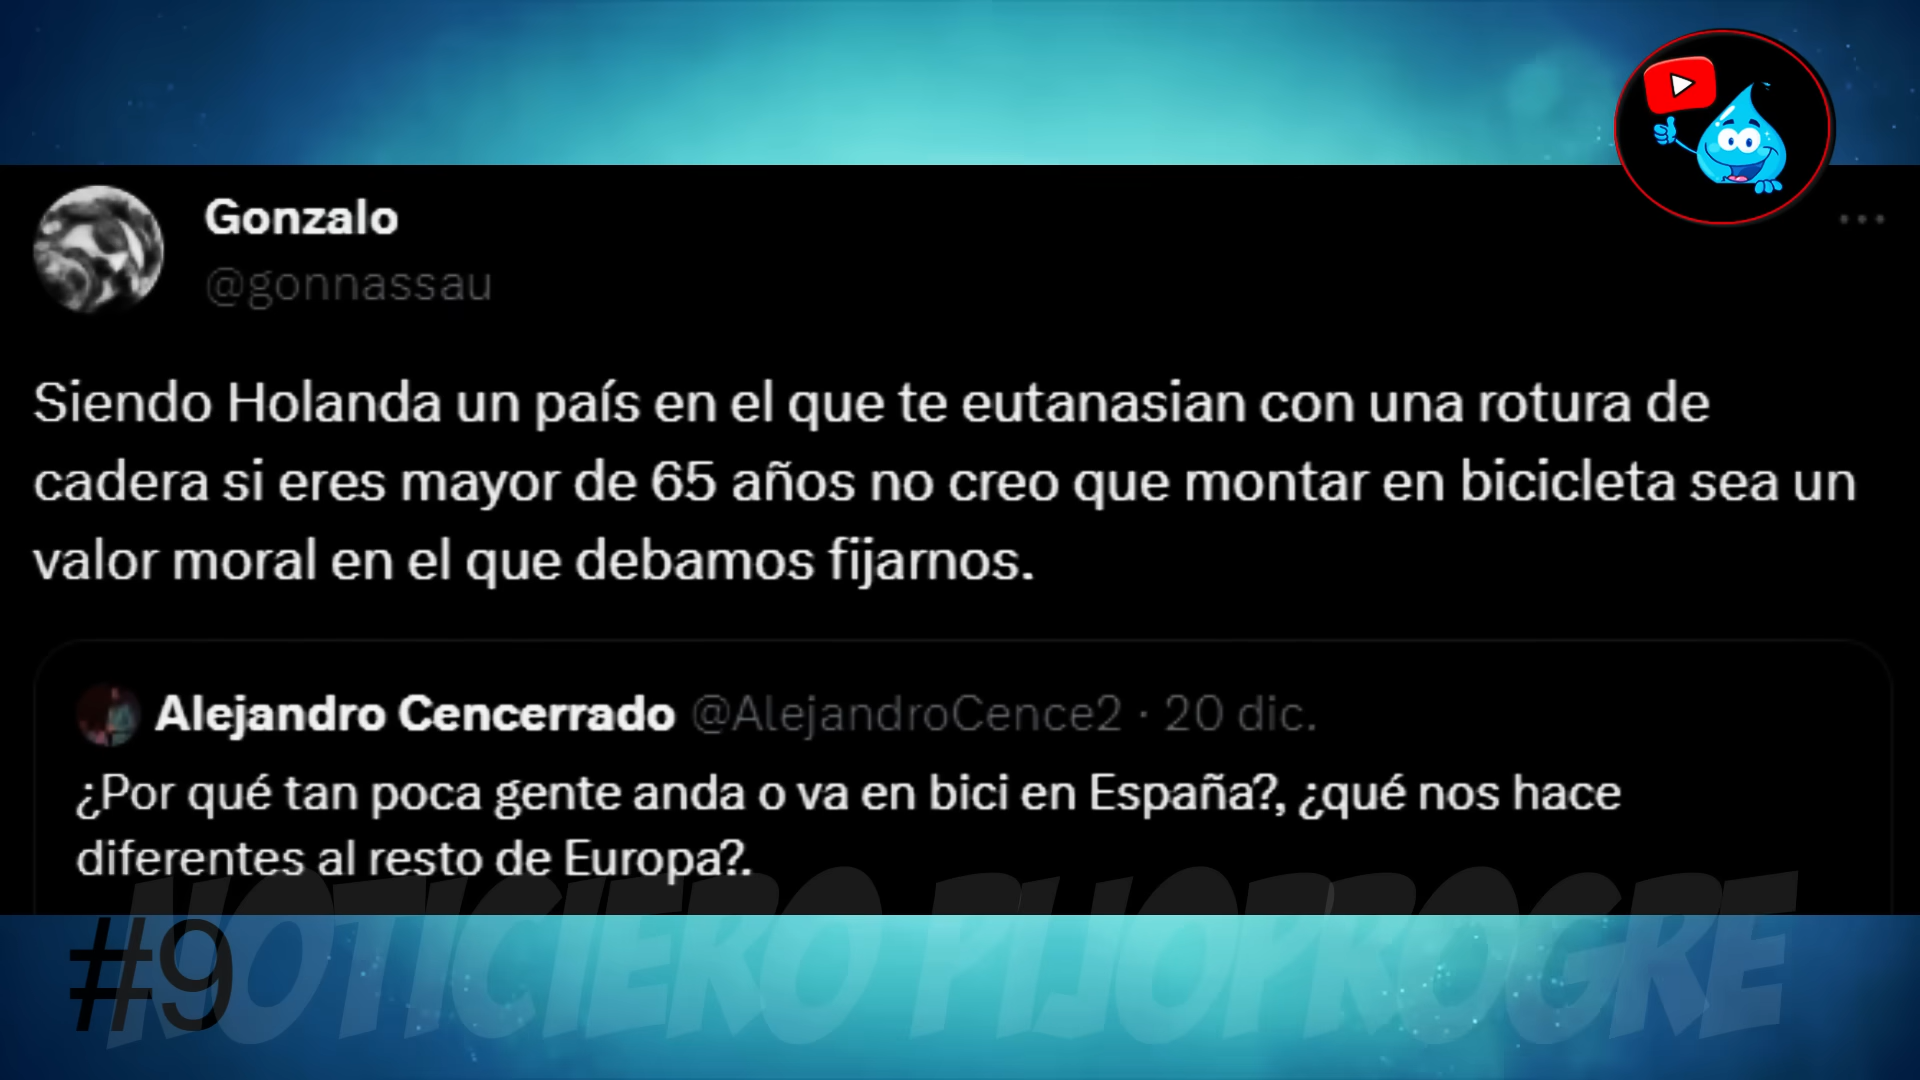 Gonzalo
@gonnassau
Siendo Holanda un país en el que te eutanasian con una rotura de
cadera si eres mayor de 65 años no creo que montar en bicicleta sea un
valor moral en el que debamos fijarnos.
Alejandro Cencerrado @AlejandroCence2 · 20 dic.
¿Por qué tan poca gente anda o va en bici en España?, ¿qué nos hace
diferentes al resto de Europa?.
NOTICIERO PIJOPROGRE
#9